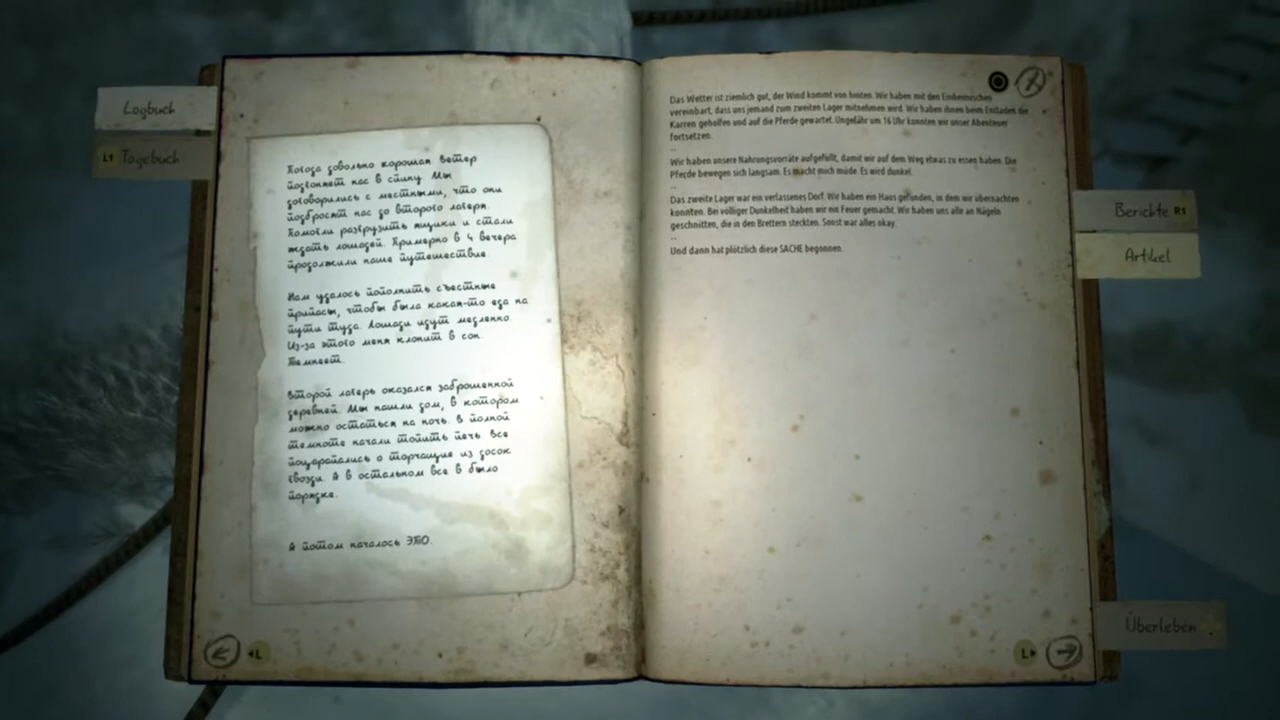 Logbuch
L1 Tagebuch
Погода довольно хорошая ветер
подгоняет нас в спину. Мы
договорились с местными, что они
подбросят нас до второго лагеря.
Помогли разгрузить ящики и стали
ждать лошадей. Примерно в 4 вечера
продолжили наше путешествие.
Нам удалось пополнить съестные
припасы, чтобы была какая-то еда на
пути туда. Лошади идут медленно.
Из-за этого меня клонит в сон.
Темнеет.
Второй лагерь оказался заброшенной
деревней. Мы нашли дом, в котором
можно остаться на ночь. В полной
темноте начали топить печь. Все
поцарапались о торчащие из досок
гвозди. А в остальном все в было
порядке.
А потом началось ЭТО.
L
Das Wetter ist ziemlich gut, der Wind kommt von hinten. Wir haben mit den Einheimischen
vereinbart, dass uns jemand zum zweiten Lager mitnehmen wird. Wir haben ihnen beim Entladen der
Karren geholfen und auf die Pferde gewartet. Ungefähr um 16 Uhr konnten wir unser Abenteuer
fortsetzen.
--
Wir haben unsere Nahrungsvorräte aufgefüllt, damit wir auf dem Weg etwas zu essen haben. Die
Pferde bewegen sich langsam. Es macht mich müde. Es wird dunkel.
--
Das zweite Lager war ein verlassenes Dorf. Wir haben ein Haus gefunden, in dem wir übernachten
konnten. Bei völliger Dunkelheit haben wir ein Feuer gemacht. Wir haben uns alle an Nägeln
geschnitten, die in den Brettern steckten. Sonst war alles okay.
--
Und dann hat plötzlich diese SACHE begonnen.
Berichte R1
Artikel
Überleben
L